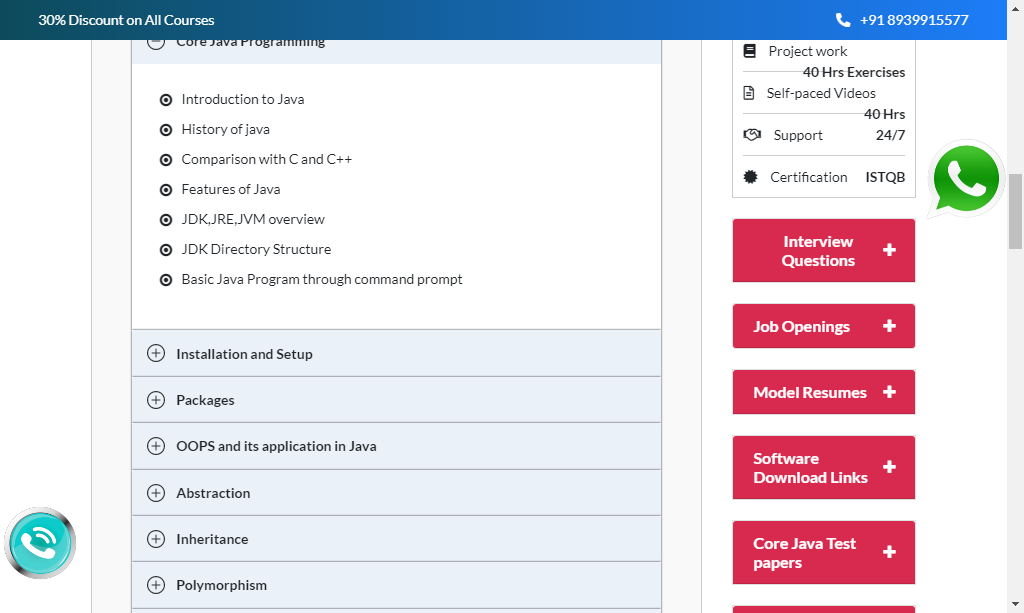 30% Discount on All Courses
+91 8939915577
Core Java Programming
Introduction to Java
History of java
Comparison with C and C++
Features of Java
JDK,JRE,JVM overview
JDK Directory Structure
Basic Java Program through command prompt
Installation and Setup
Packages
OOPS and its application in Java
Abstraction
Inheritance
Polymorphism
Project work
40 Hrs Exercises
Self-paced Videos
40 Hrs
Support 24/7
Certification ISTQB
Interview
Questions
Job Openings
Model Resumes
Software
Download Links
Core Java Test
papers